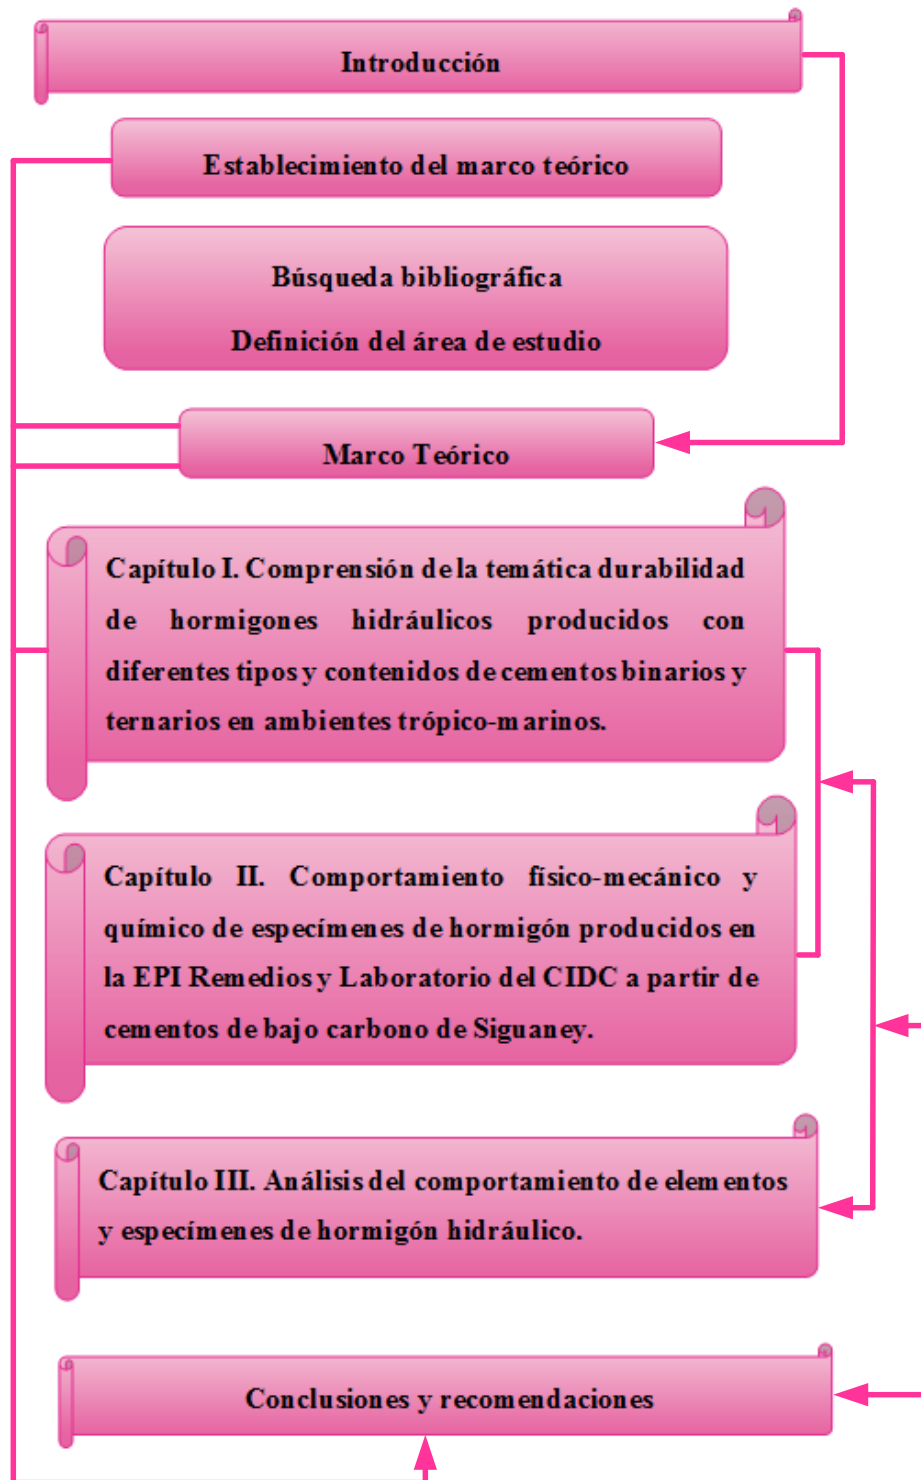 Introducción
Establecimiento del marco teórico
Búsqueda bibliográfica
Definición del área de estudio
Marco Teórico
Capítulo I. Comprensión de la temática durabilidad
de hormigones hidráulicos producidos con
diferentes tipos y contenidos de cementos binarios y
ternarios en ambientes trópico-marinos.
Capítulo II. Comportamiento físico-mecánico y
químico de especímenes de hormigón producidos en
la EPI Remedios y Laboratorio del CIDC a partir de
cementos de bajo carbono de Siguaney.
Capítulo III. Análisis del comportamiento de elementos
y especímenes de hormigón hidráulico.
Conclusiones y recomendaciones